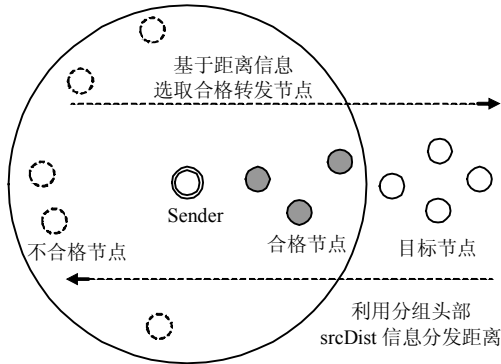 基于距离信息
选取合格转发节点
Sender
不合格节点
合格节点
目标节点
利用分组头部
srcDist 信息分发距离